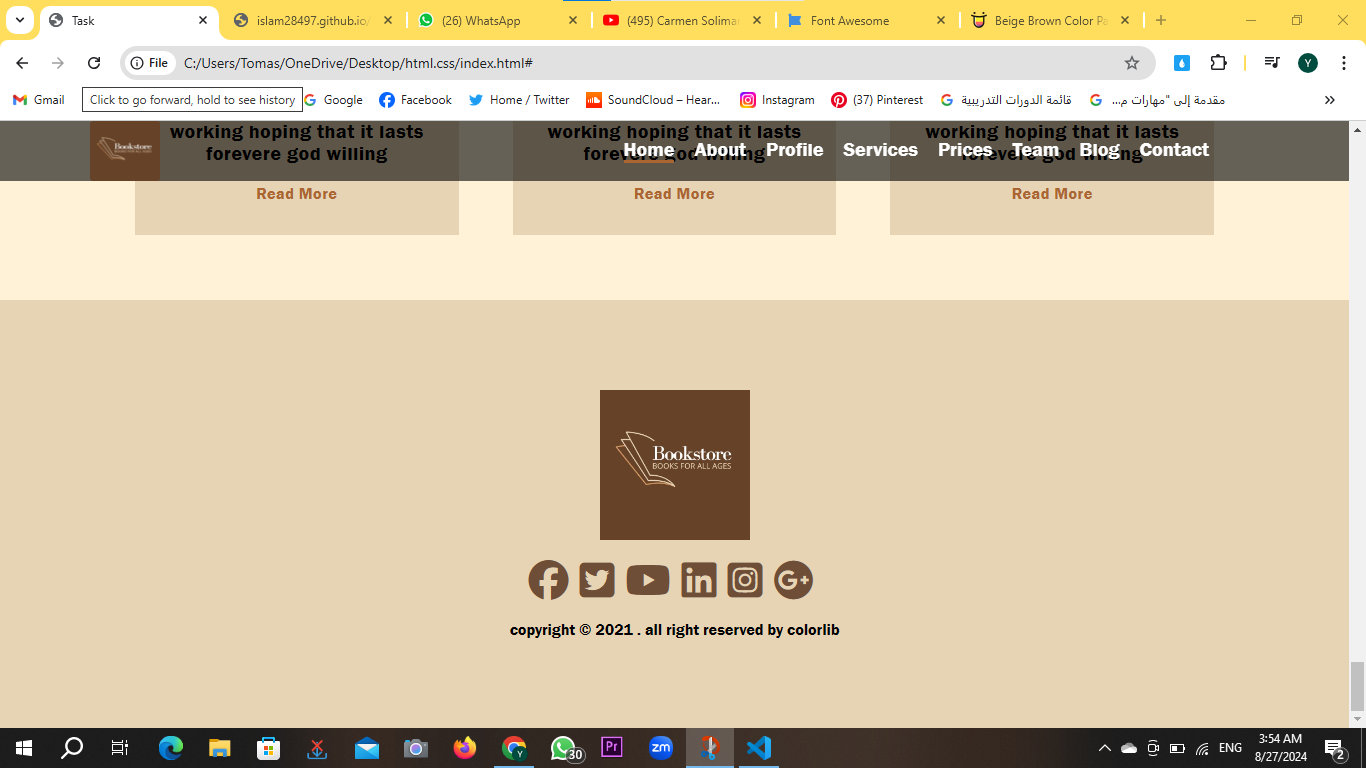 Task
islam28497.github.io/
(26) WhatsApp
(495) Carmen Solima
Font Awesome
Beige Brown Color Pa
File
C:/Users/Tomas/OneDrive/Desktop/html.css/index.html#
Y
Gmail
Click to go forward, hold to see history
Google
Facebook
Home / Twitter
SoundCloud – Hear...
Instagram
(37) Pinterest
قائمة الدورات التدريبية
مقدمة إلى "مهارات م...
Bookstore
working hoping that it lasts
forevere god willing
working hoping that it lasts
forevere god willing
working hoping that it lasts
forevere god willing
Home About Profile Services Prices Team Blog Contact
Read More
Read More
Read More
Bookstore
BOOKS FOR ALL AGES
copyright © 2021 . all right reserved by colorlib
Y
30
Pr
zm
ENG
3:54 AM
8/27/2024
2